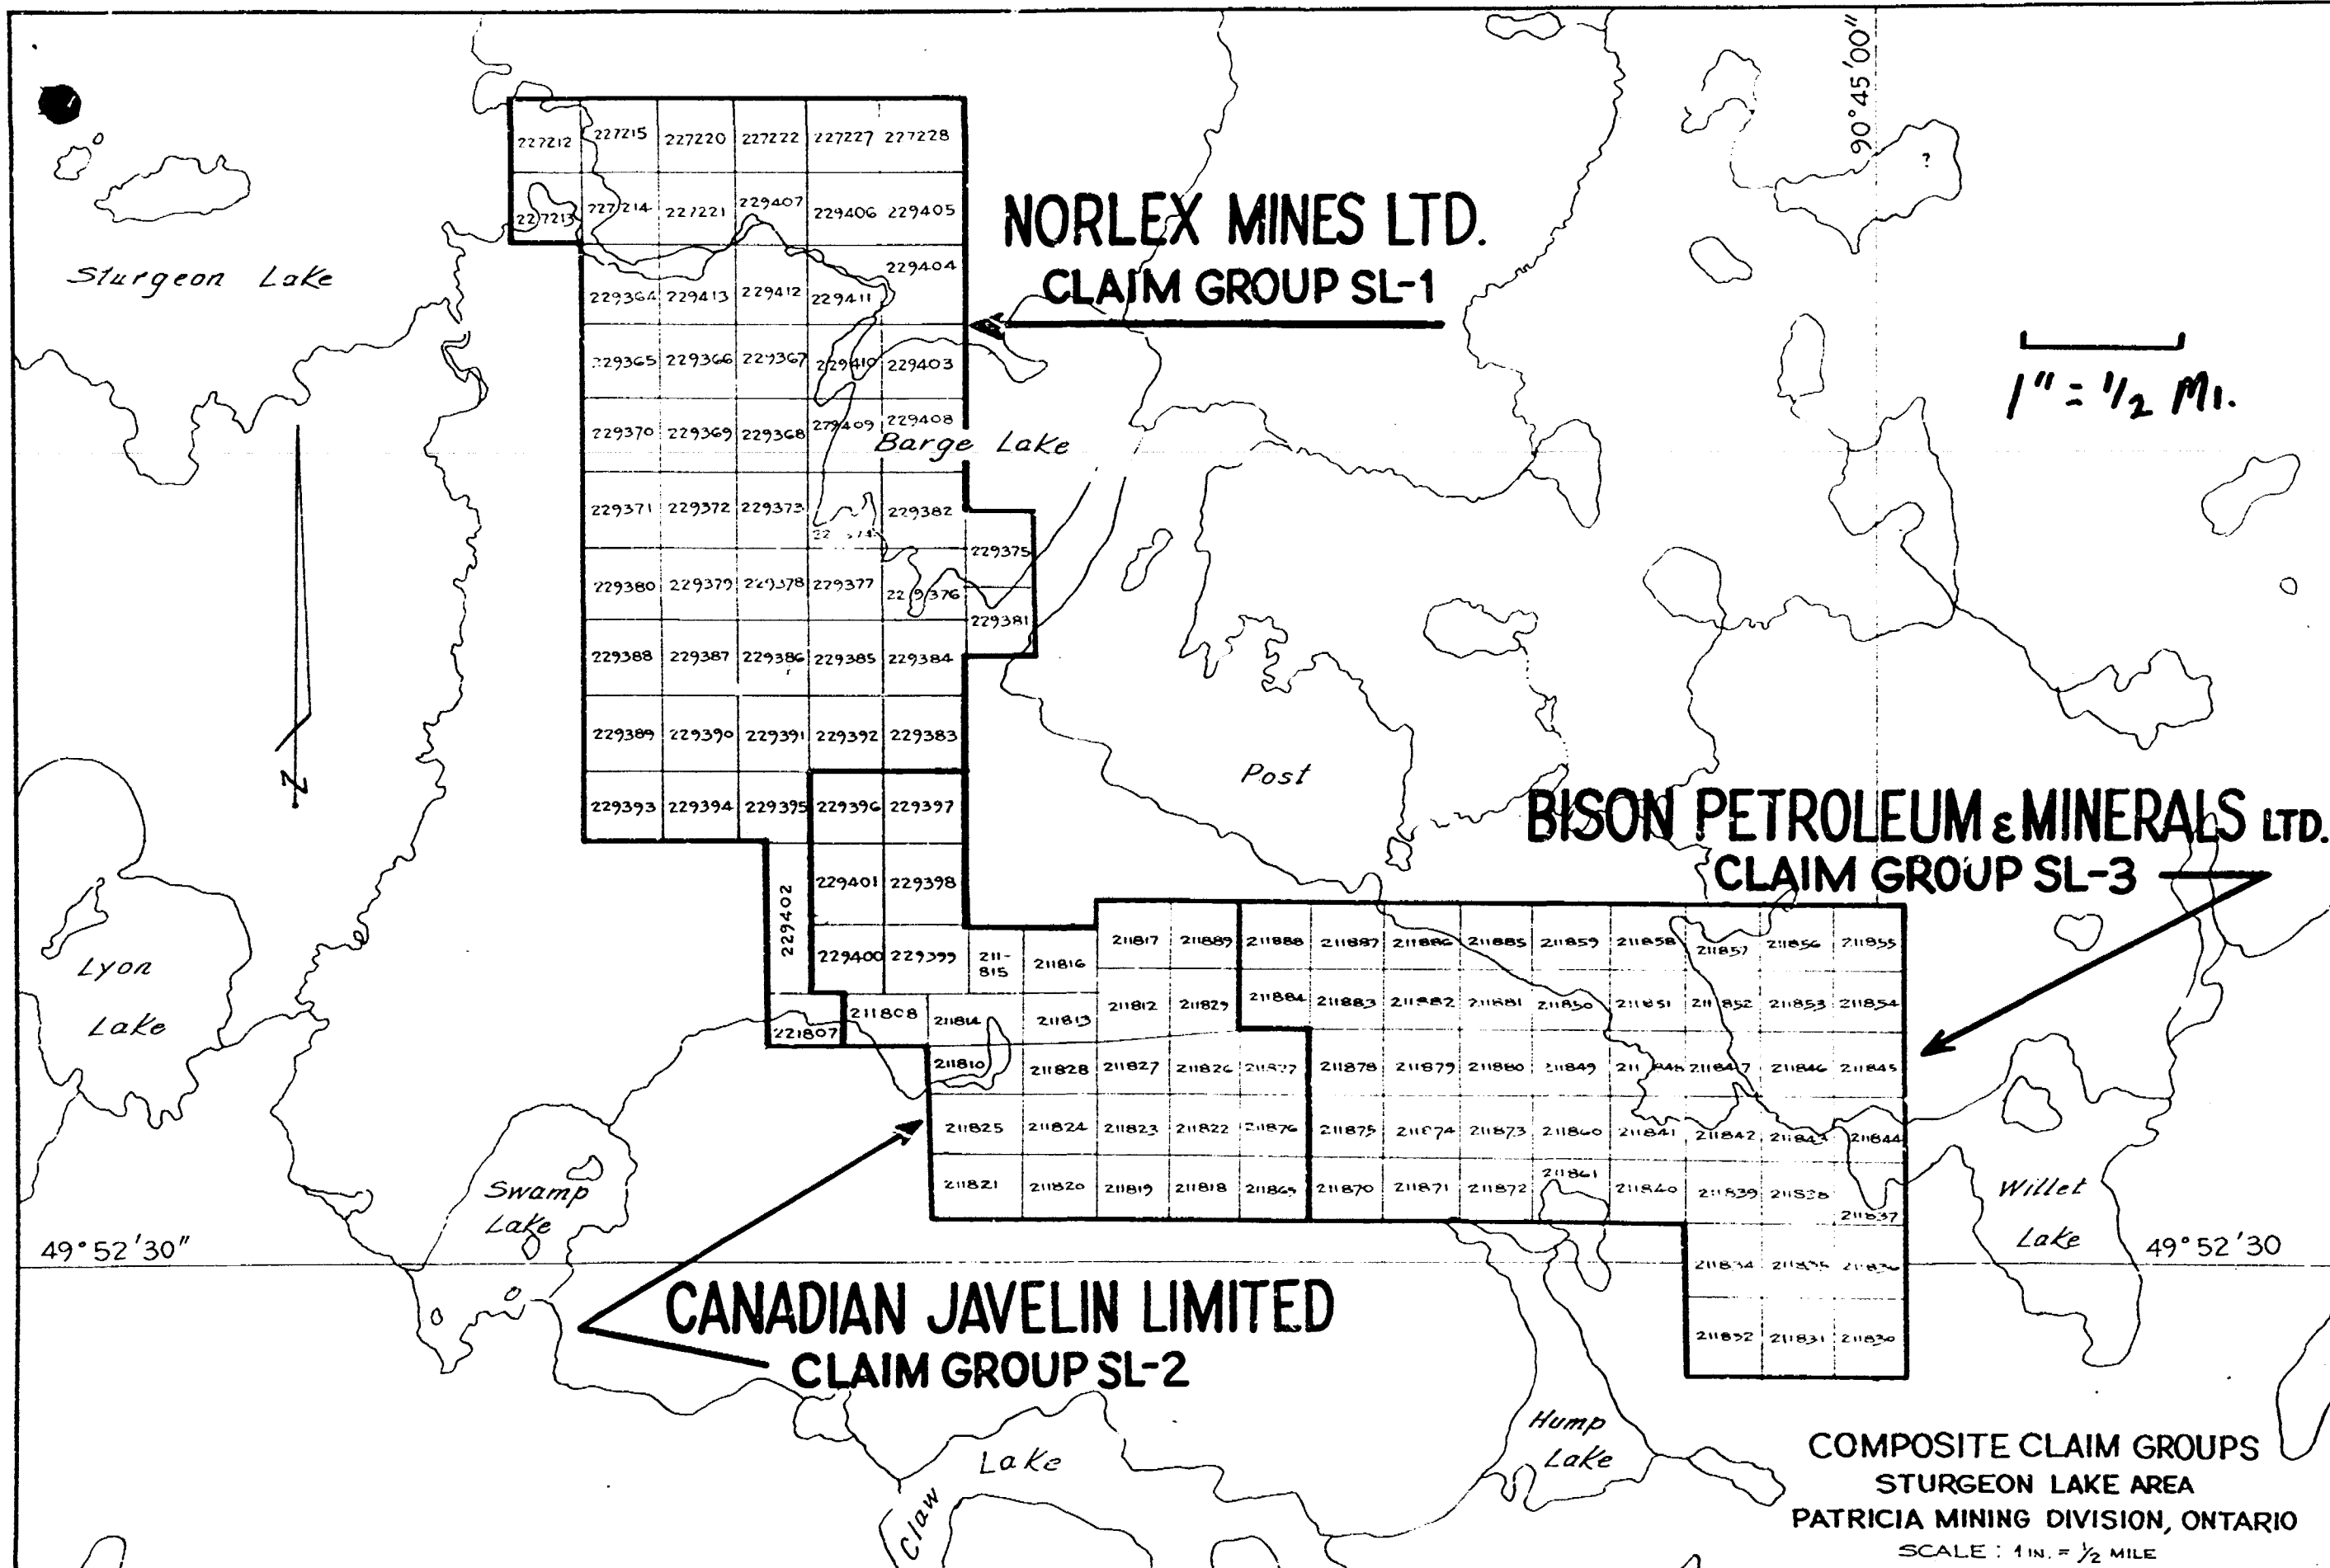 90°45'00"
227212 227215 227220 227222 227227 227228
227213 227214 227221 229407 229406 229405
?
NORLEX MINES LTD.
CLAIM GROUP SL-1
Sturgeon Lake
229404
229364 229413 229412 229411
229365 229366 229367 229410 229403
1" = 1/2 MI.
229370 229369 229368 229409 229408
Barge Lake
229371 229372 229373 229382
229375
229380 229379 229378 229377 229376
229381
229388 229387 229386 229385 229384
229389 229390 229391 229392 229383
Z
Post
229393 229394 229395 229396 229397
BISON PETROLEUM & MINERALS LTD.
CLAIM GROUP SL-3
229401 229398
229402
229400 229399 211-
815
211816
211817 211889 211888 211887 211886 211885 211859 211858 211857 211856 211855
Lyon
Lake
221807 211808 211814 211813 211812 211829 211884 211883 211882 211881 211850 211851 211852 211853 211854
211810 211828 211827 211826 211877 211878 211879 211880 211849 211847 211846 211845
211825 211824 211823 211822 211876 211875 211874 211873 211860 211841 211842 211843 211844
211821 211820 211819 211818 211865 211870 211871 211872 211861 211840 211839 211838
211837
Swamp
Lake
Willet
Lake
49°52'30"
49°52'30
211834 211835 211836
211832 211831 211830
CANADIAN JAVELIN LIMITED
CLAIM GROUP SL-2
Hump
Lake
Lake
Claw
COMPOSITE CLAIM GROUPS
STURGEON LAKE AREA
PATRICIA MINING DIVISION, ONTARIO
SCALE : 1 IN. = 1/2 MILE